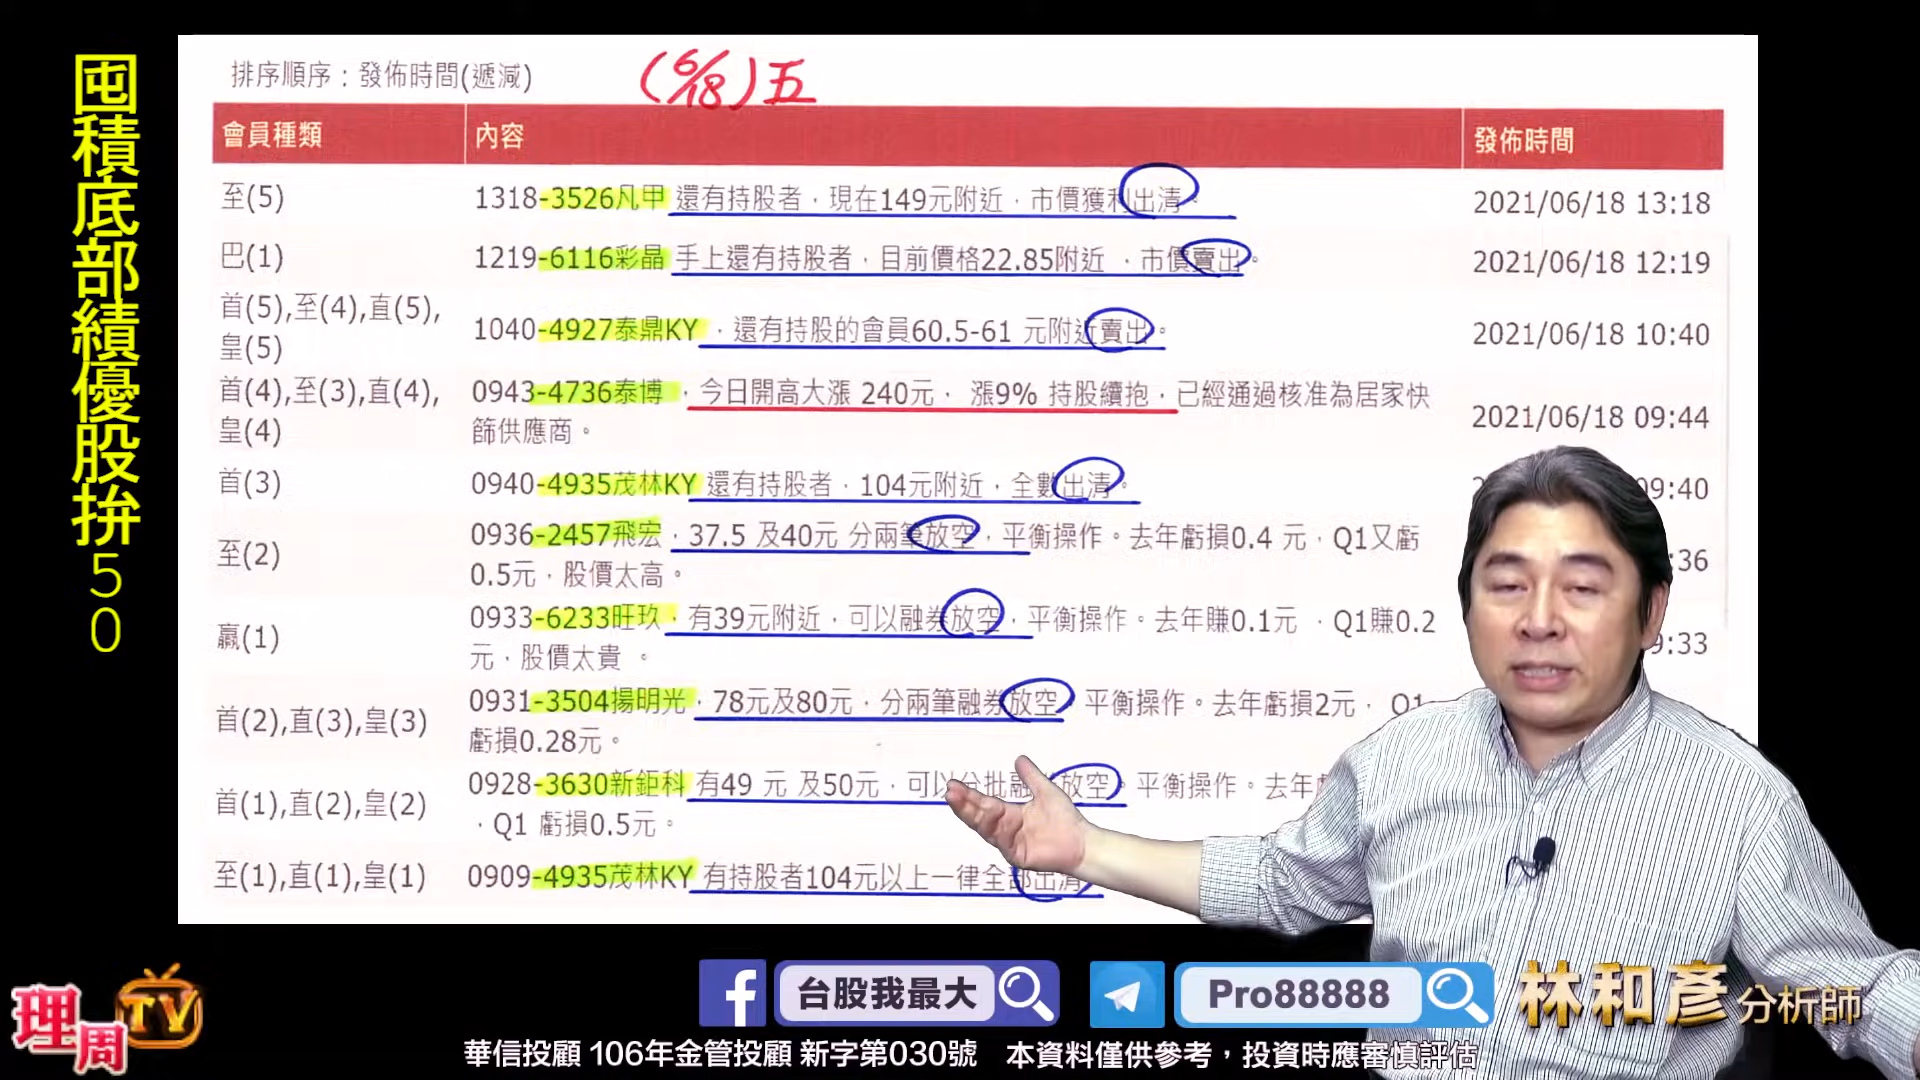 囤積底部績優股拚50
排序順序：發佈時間(遞減)
(6/18)五
會員種類 內容 發佈時間
至(5) 1318-3526凡甲 還有持股者，現在149元附近，市價獲利出清。 2021/06/18 13:18
巴(1) 1219-6116彩晶 手上還有持股者，目前價格22.85附近 ，市價賣出。 2021/06/18 12:19
首(5),至(4),直(5),
皇(5)
1040-4927泰鼎KY ，還有持股的會員60.5-61 元附近賣出。 2021/06/18 10:40
首(4),至(3),直(4),
皇(4)
0943-4736泰博 ，今日開高大漲 240元， 漲9% 持股續抱，已經通過核准為居家快
篩供應商。
2021/06/18 09:44
首(3) 0940-4935茂林KY 還有持股者，104元附近，全數出清。 09:40
至(2) 0936-2457飛宏，37.5 及40元 分兩筆放空，平衡操作。去年虧損0.4 元，Q1又虧
0.5元，股價太高。
:36
贏(1) 0933-6233旺玖，有39元附近，可以融券放空，平衡操作。去年賺0.1元 ，Q1賺0.2
元，股價太貴 。
9:33
首(2),直(3),皇(3) 0931-3504揚明光，78元及80元，分兩筆融券放空，平衡操作。去年虧損2元， Q1
虧損0.28元。
首(1),直(2),皇(2) 0928-3630新鉅科 有49 元 及50元，可以分批融 放空。平衡操作。去年
，Q1 虧損0.5元。
至(1),直(1),皇(1) 0909-4935茂林KY 有持股者104元以上一律全部出清
理周TV
台股我最大
Pro88888
林和彥分析師
華信投顧 106年金管投顧 新字第030號 本資料僅供參考，投資時應審慎評估